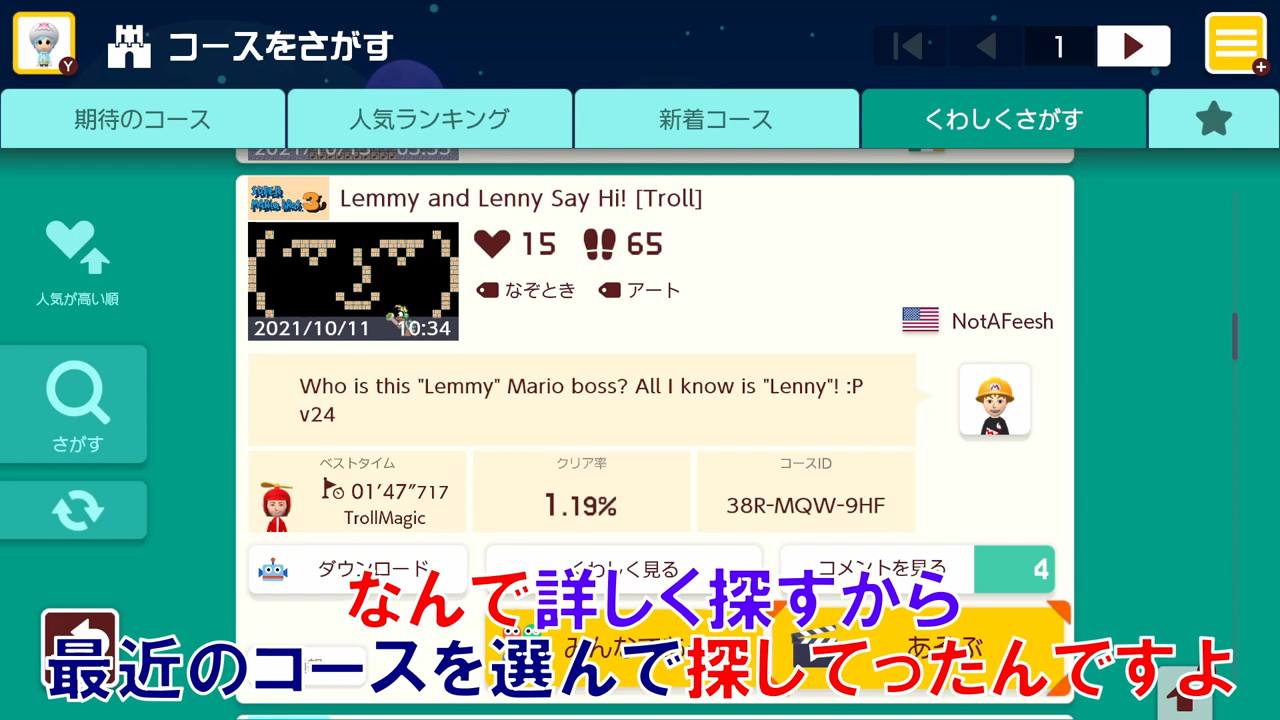 Y
コースをさがす
1
+
期待のコース
人気ランキング
新着コース
くわしくさがす
SUPER MARIO BROS. 3
Lemmy and Lenny Say Hi! [Troll]
15
65
なぞとき
アート
2021/10/11 10:34
NotAFeesh
人気が高い順
Who is this "Lemmy" Mario boss? All I know is "Lenny"! :P
v24
さがす
ベストタイム
01'47"717
TrollMagic
クリア率
1.19%
コースID
38R-MQW-9HF
ダウンロード
くわしく見る
コメントを見る
4
あそぶ
なんで詳しく探すから
最近のコースを選んで探してったんですよ